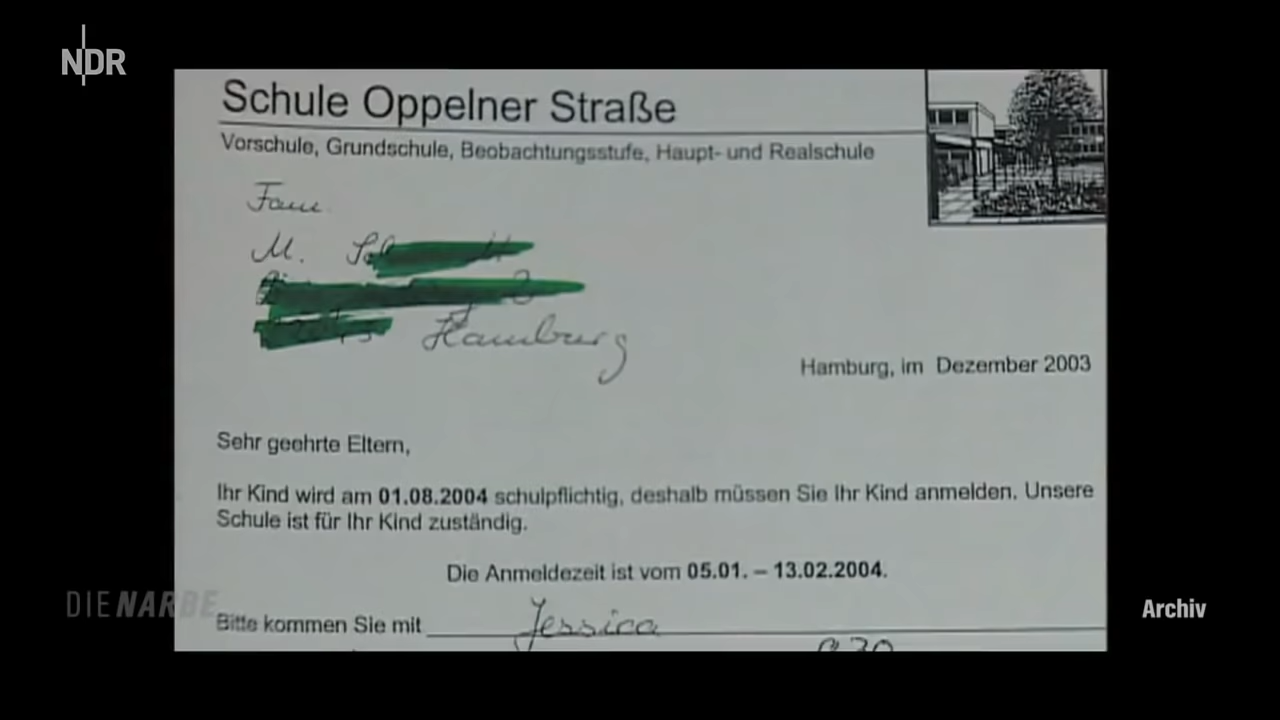 NDR
Schule Oppelner Straße
Vorschule, Grundschule, Beobachtungsstufe, Haupt- und Realschule
Fam.
M.
Hamburg
Hamburg, im Dezember 2003
Sehr geehrte Eltern,
Ihr Kind wird am 01.08.2004 schulpflichtig, deshalb müssen Sie Ihr Kind anmelden. Unsere
Schule ist für Ihr Kind zuständig.
Die Anmeldezeit ist vom 05.01. – 13.02.2004.
Bitte kommen Sie mit Jessica
DIE NARBE
Archiv